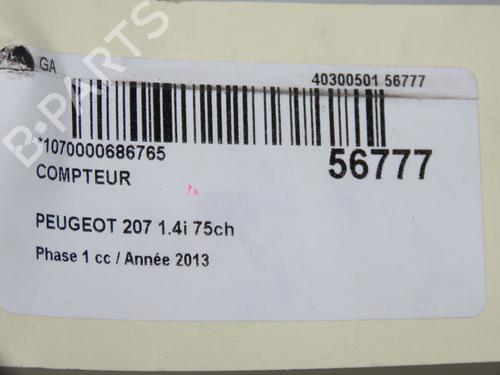 GA
40300501 56777
*1070000686765
56777
COMPTEUR
PEUGEOT 207 1.4i 75ch
Phase 1 cc / Année 2013
B-PARTS